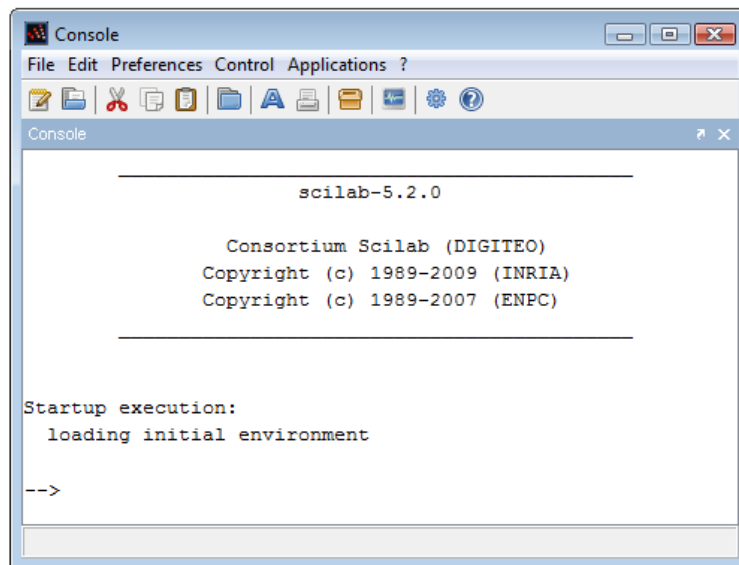 Console
File Edit Preferences Control Applications ?
Console
scilab-5.2.0
Consortium Scilab (DIGITEO)
Copyright (c) 1989-2009 (INRIA)
Copyright (c) 1989-2007 (ENPC)
Startup execution:
loading initial environment
-->